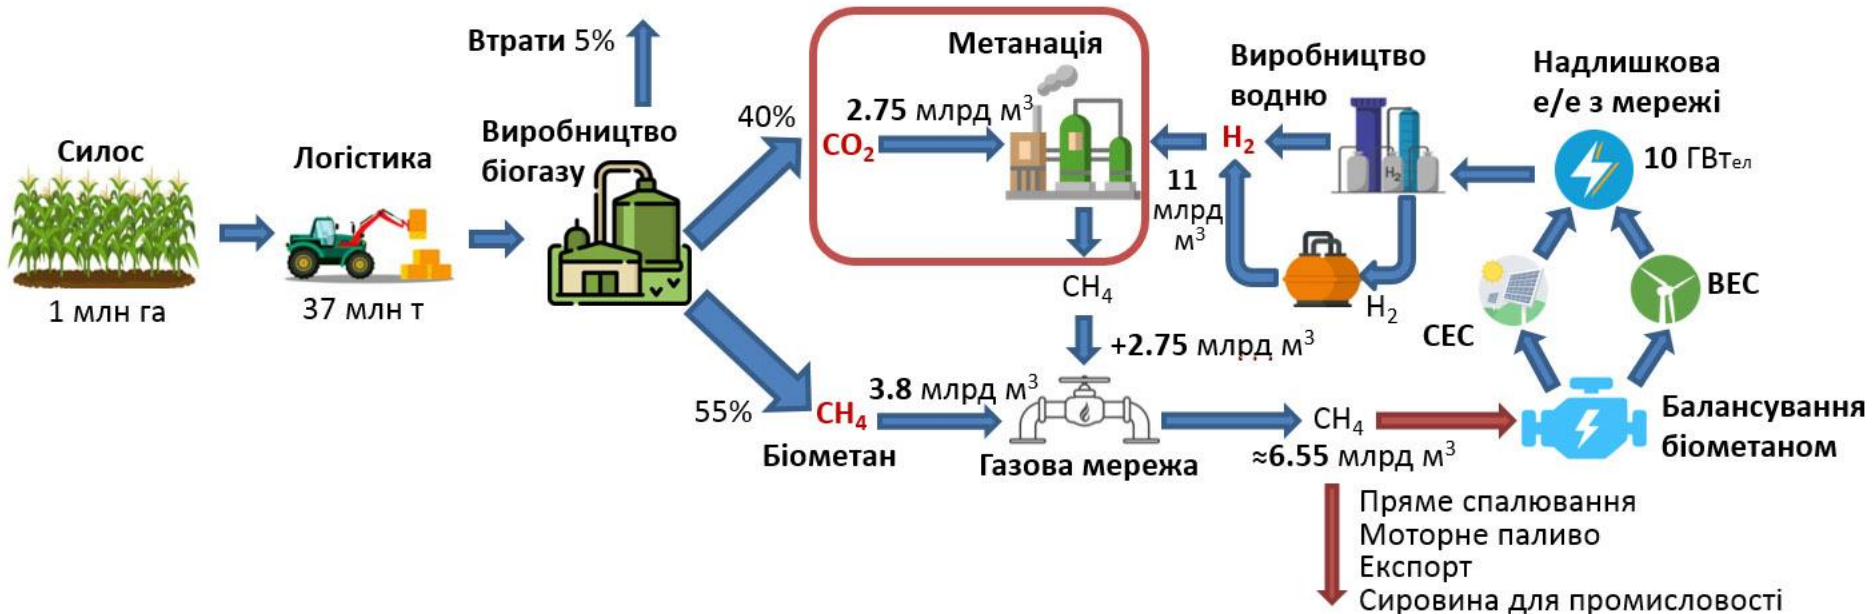 Силос
1 млн га
Логістика
37 млн т
Втрати 5%
Виробництво
біогазу
40%
55%
Метанація
2.75 млрд м³
CO₂
CH₄
+2.75 млрд м³
Виробництво
водню
H₂
11
млрд
м³
H₂
H₂
Надлишкова
е/е з мережі
10 ГВтел
СЕС
ВЕС
Балансування
біометаном
CH₄
Біометан
3.8 млрд м³
Газова мережа
CH₄
≈6.55 млрд м³
Пряме спалювання
Моторне паливо
Експорт
Сировина для промисловості